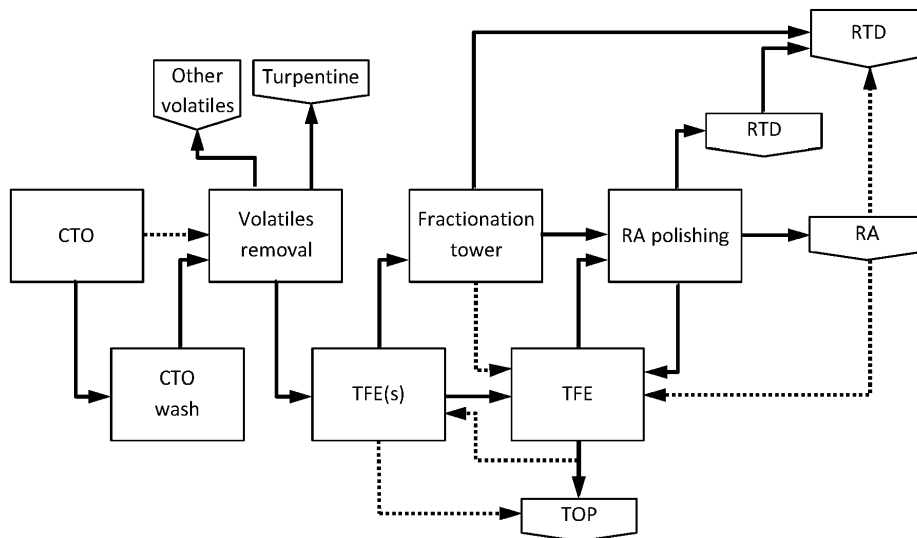 RTD
Other
volatiles
Turpentine
RTD
CTO
Volatiles
removal
Fractionation
tower
RA polishing
RA
CTO
wash
TFE(s)
TFE
TOP